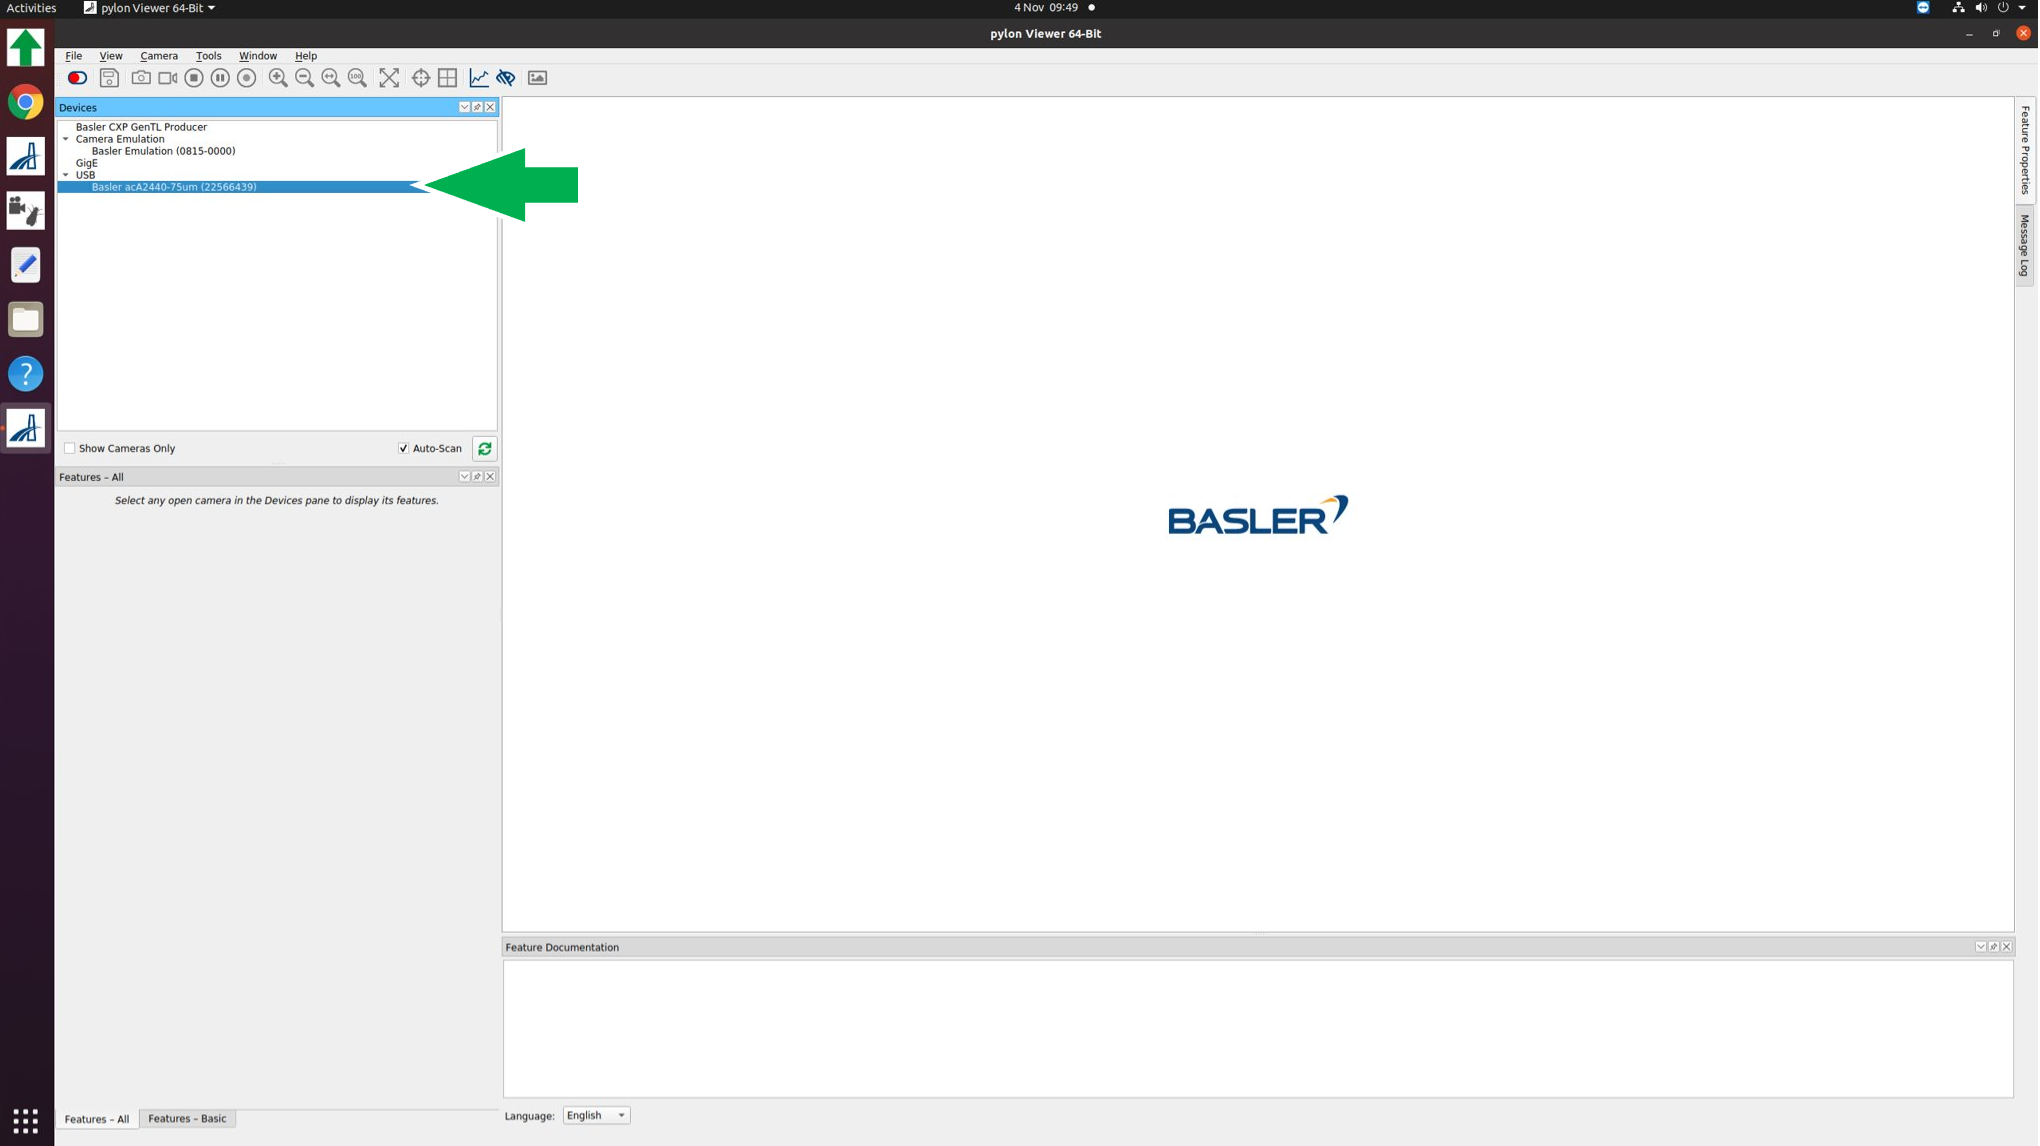 Activities
pylon Viewer 64-Bit
4 Nov 09:49
pylon Viewer 64-Bit
File View Camera Tools Window Help
Devices
Basler CXP GenTL Producer
Camera Emulation
Basler Emulation (0815-0000)
GigE
USB
Basler acA2440-75um (22566439)
Show Cameras Only
Auto-Scan
Features – All
Select any open camera in the Devices pane to display its features.
Features – All
Features – Basic
BASLER
Feature Documentation
Language: English
Feature Properties
Message Log
100
?